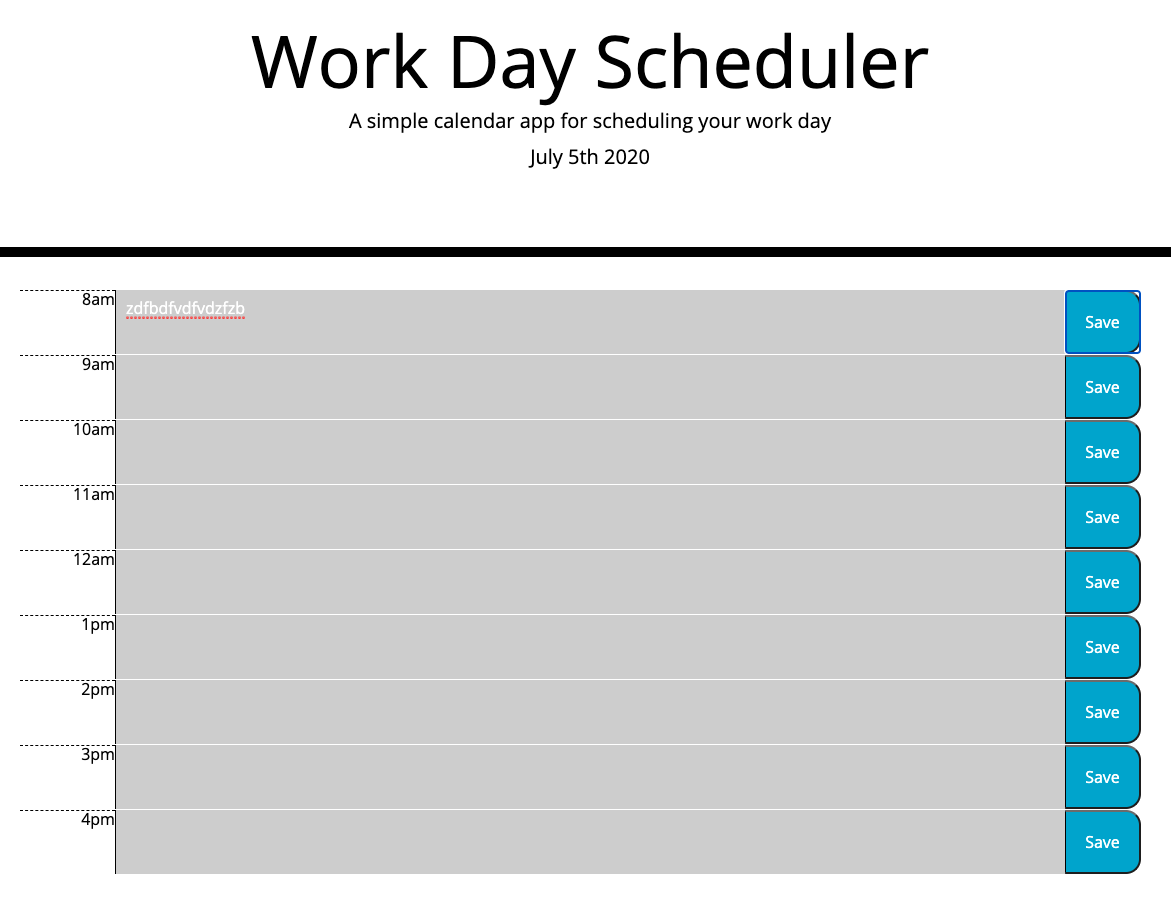 Work Day Scheduler
A simple calendar app for scheduling your work day
July 5th 2020
8am zdfbdfvdfvdzfzb Save
9am Save
10am Save
11am Save
12am Save
1pm Save
2pm Save
3pm Save
4pm Save